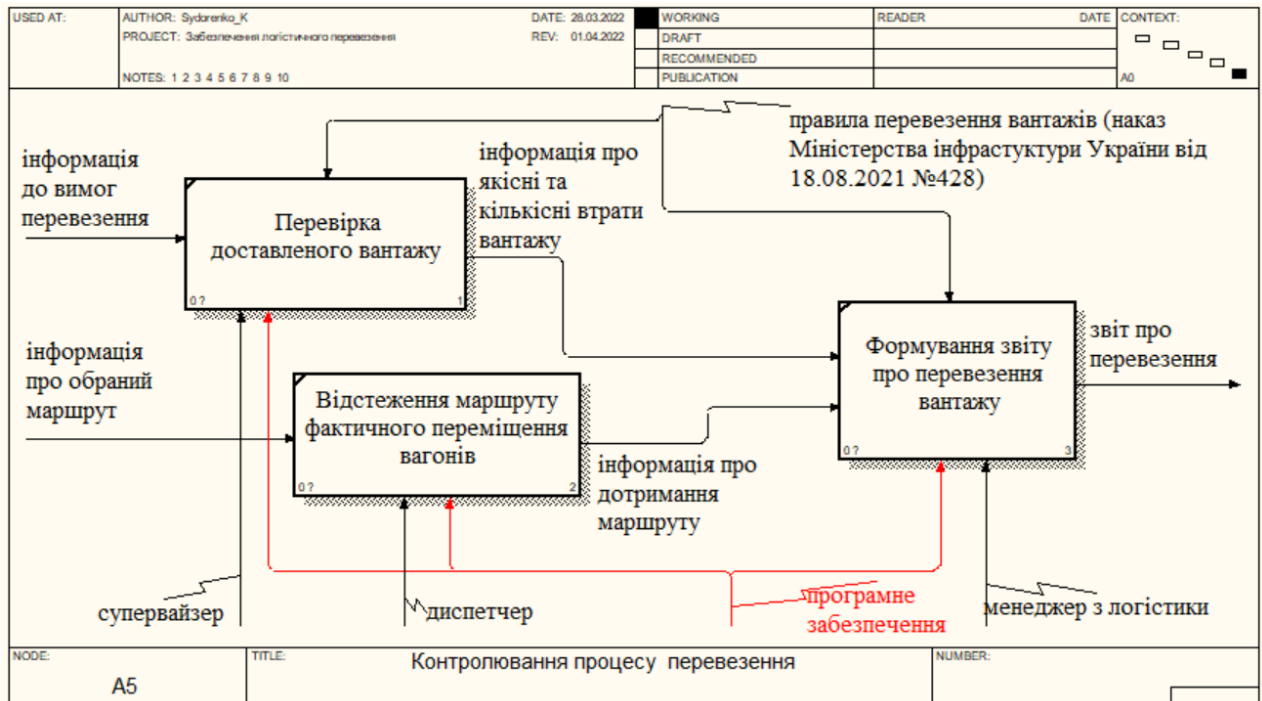 USED AT:
AUTHOR: Sydorenko_K
DATE: 28.03.2022
PROJECT: Забезпечення логістичного перевезення
REV: 01.04.2022
NOTES: 1 2 3 4 5 6 7 8 9 10
WORKING
DRAFT
RECOMMENDED
PUBLICATION
READER
DATE
CONTEXT:
A0
правила перевезення вантажів (наказ
Міністерства інфрастуктури України від
18.08.2021 №428)
інформація
до вимог
перевезення
Перевірка
доставленого вантажу
0 ?
1
інформація про
якісні та
кількісні втрати
вантажу
інформація
про обраний
маршрут
Відстеження маршруту
фактичного переміщення
вагонів
0 ?
2
інформація про
дотримання
маршруту
Формування звіту
про перевезення
вантажу
0 ?
3
звіт про
перевезення
супервайзер
диспетчер
програмне
забезпечення
менеджер з логістики
NODE:
A5
TITLE:
Контролювання процесу перевезення
NUMBER: